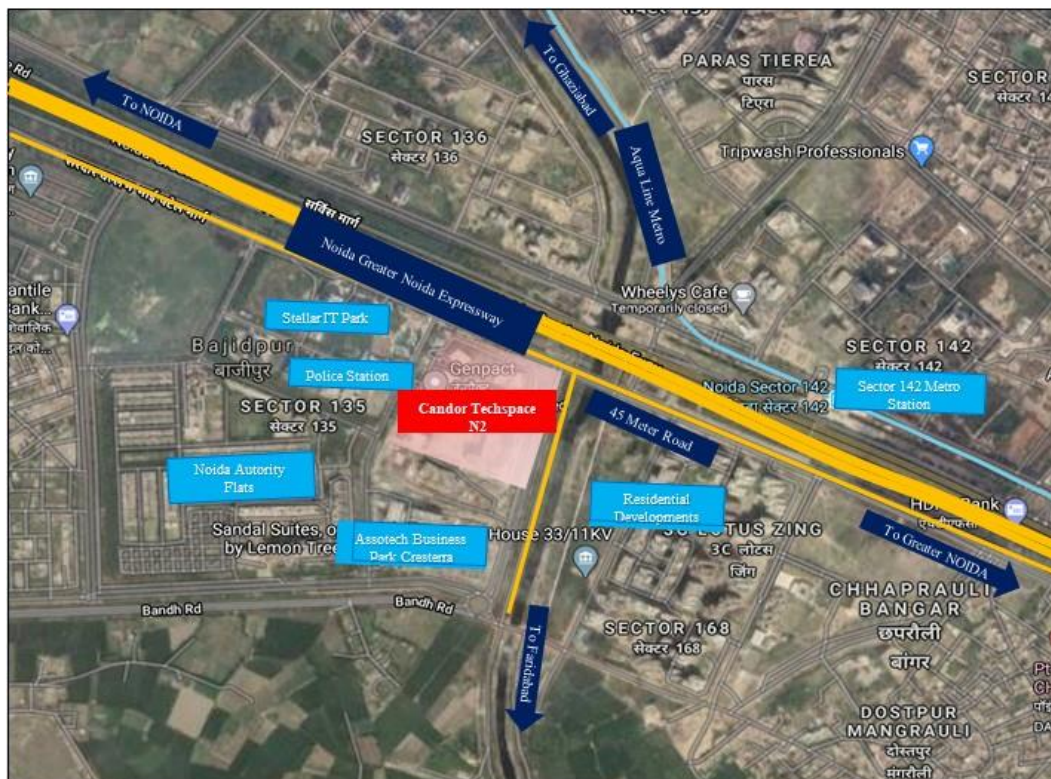 PARAS TIEREA
पारस
टिएरा
To Ghaziabad
To NOIDA
SECTOR 136
सेक्टर 136
Tripwash Professionals
Aqua Line Metro
सर्विस मार्ग
Noida Greater Noida Expressway
Wheelys Cafe
Temporarily closed
Stellar IT Park
Bajidpur
बाजीपुर
Genpact
SECTOR 142
सेक्टर 142
Police Station
Noida Sector 142
Sector 142 Metro
Station
SECTOR 135
सेक्टर 135
Candor Techspace
N2
45 Meter Road
Noida Autority
Flats
Residential
Developments
Sandal Suites, o
by Lemon Tree
Assotech Business
Park Cresterra
House 33/11KV
3C LOTUS ZING
3C लोटस
जिंग
To Greater NOIDA
Bandh Rd
Bandh Rd
CHHAPRAULI
BANGAR
छपरौली
बांगर
SECTOR 168
सेक्टर 168
To Faridabad
DOSTPUR
MANGRAULI
दोस्तपुर
मंगरौली